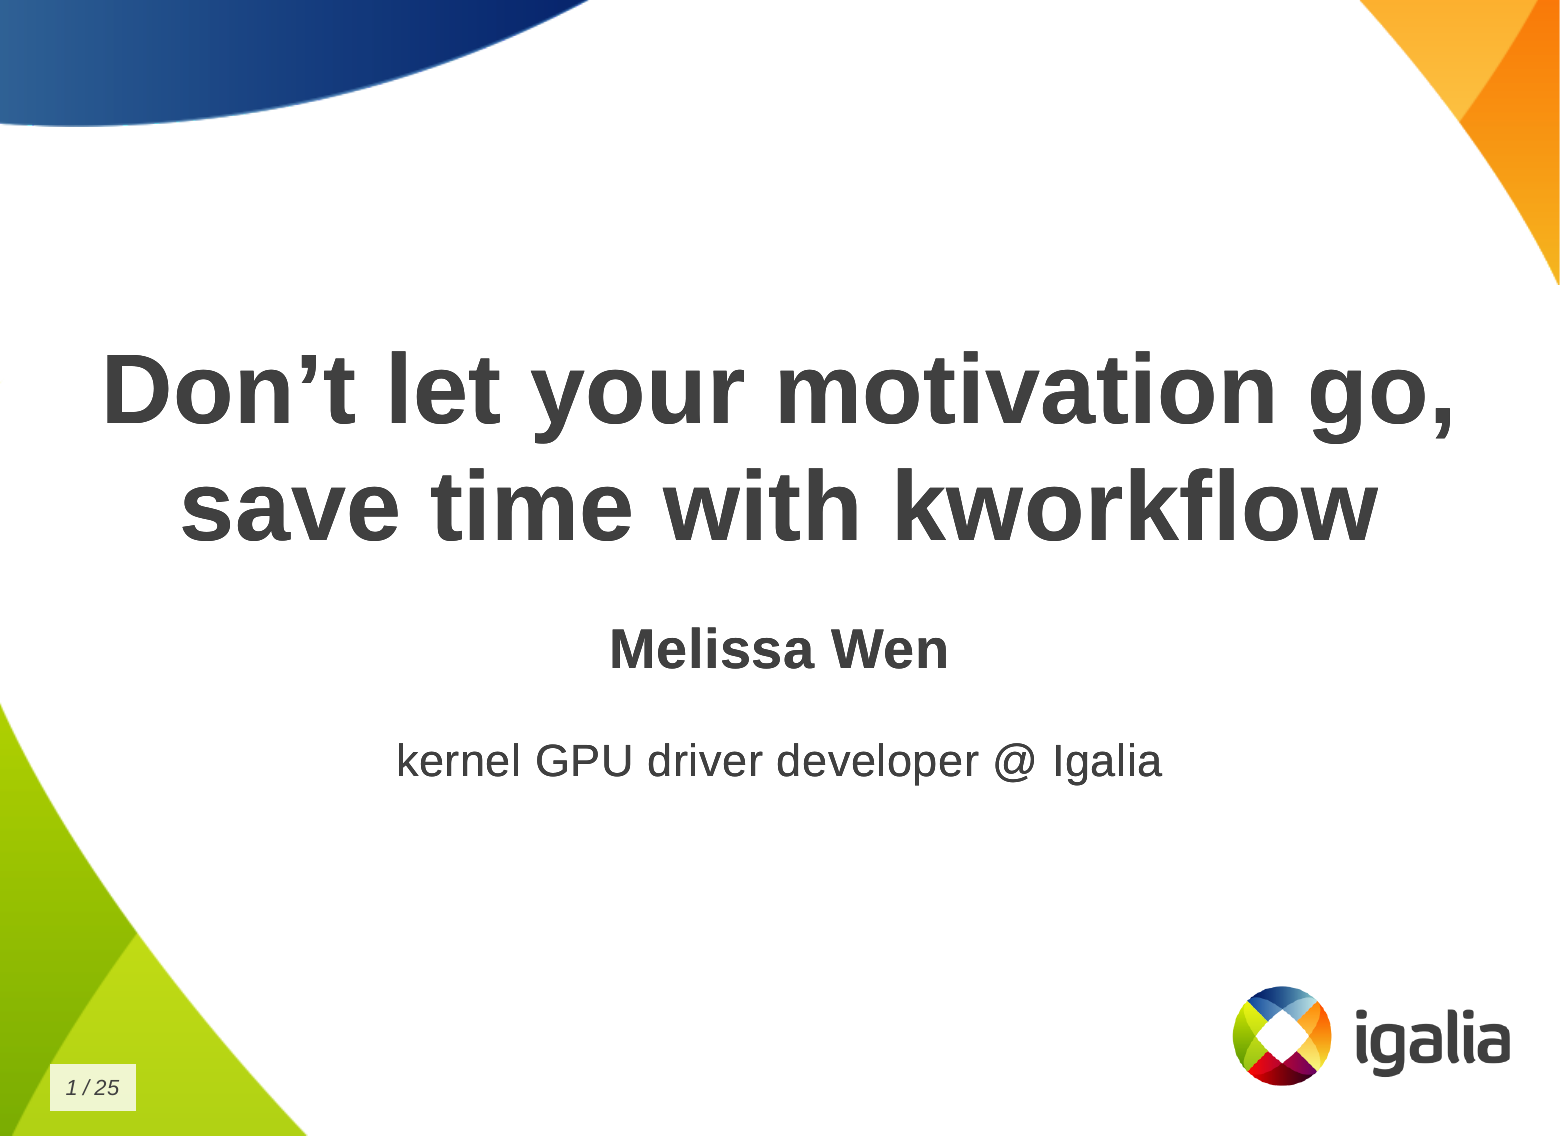 Don’t let your motivation go,
save time with kworkflow
Melissa Wen
kernel GPU driver developer @ Igalia
igalia
1 / 25